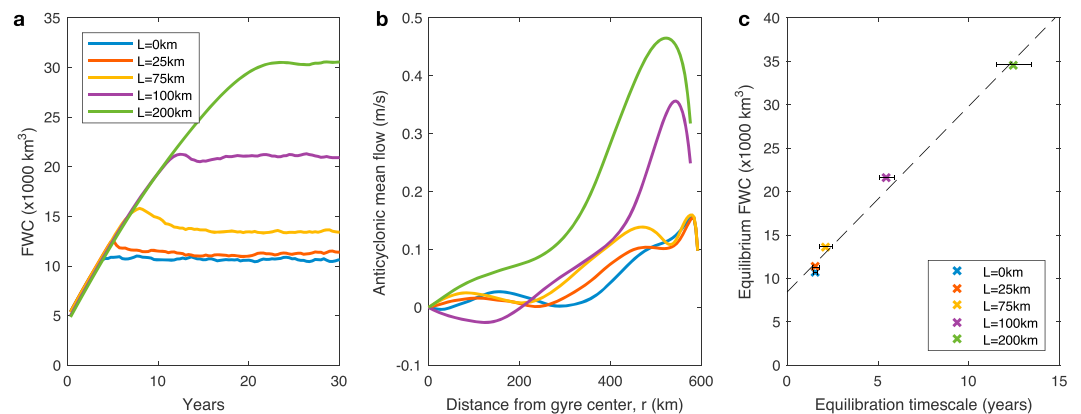 a
35
30
25
20
15
10
5
0
FWC (x1000 km³)
L=0km
L=25km
L=75km
L=100km
L=200km
0
10
20
30
Years
b
0.5
0.4
0.3
0.2
0.1
0
-0.1
Anticyclonic mean flow (m/s)
0
200
400
600
Distance from gyre center, r (km)
c
40
35
30
25
20
15
10
5
0
Equilibrium FWC (x1000 km³)
L=0km
L=25km
L=75km
L=100km
L=200km
0
5
10
15
Equilibration timescale (years)